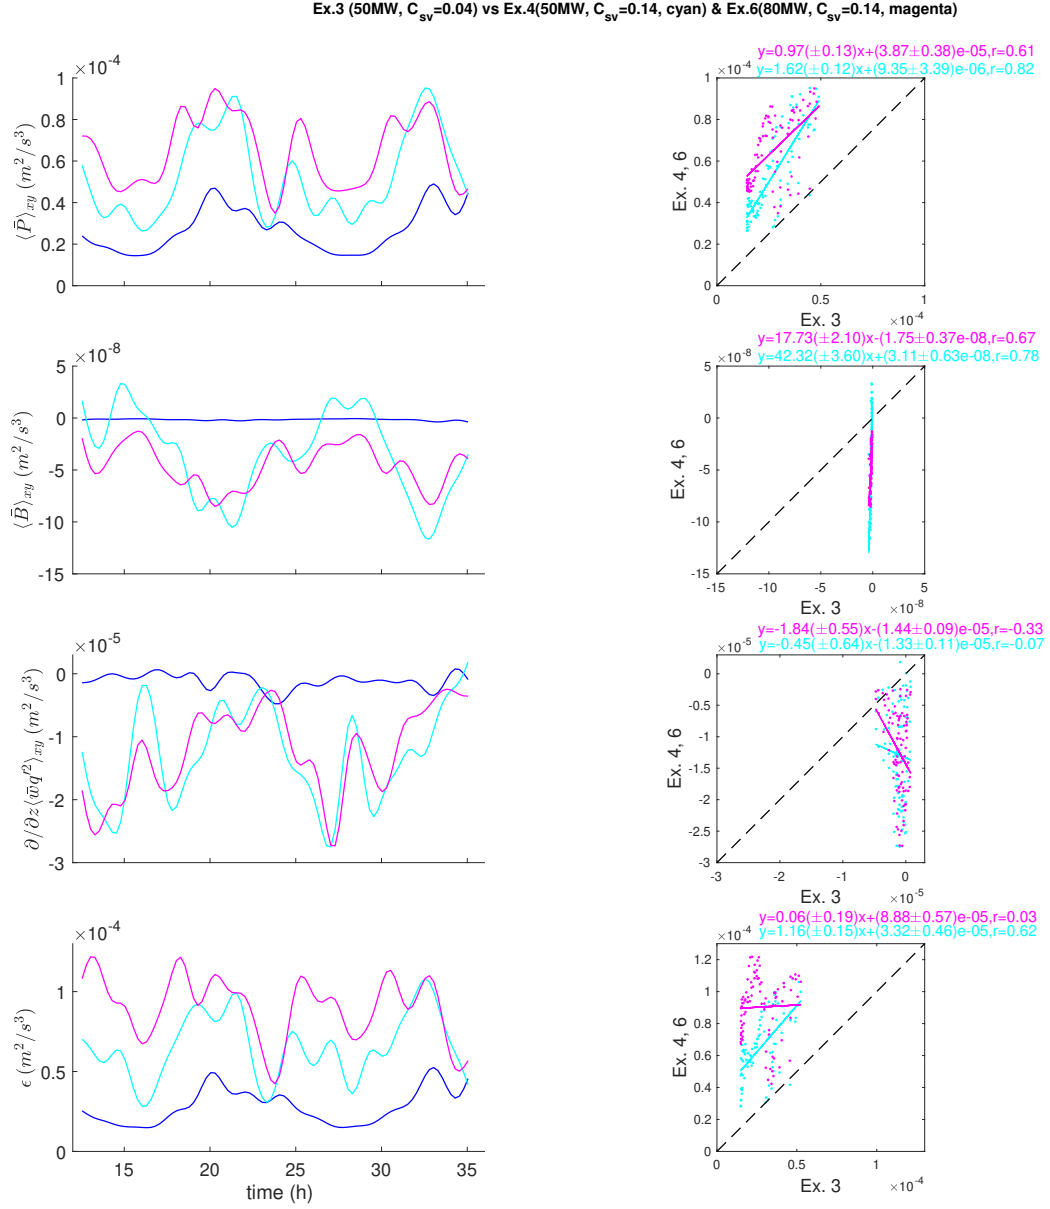 Ex.3 (50MW, C_sv=0.04) vs Ex.4(50MW, C_sv=0.14, cyan) & Ex.6(80MW, C_sv=0.14, magenta)
×10^-4
1
0.8
0.6
0.4
0.2
0
⟨P̄⟩_xy (m^2/s^3)
y=0.97(±0.13)x+(3.87±0.38)e-05,r=0.61
y=1.62(±0.12)x+(9.35±3.39)e-06,r=0.82
×10^-4
1
0.8
0.6
0.4
0.2
0
Ex. 4, 6
0 0.5 1
Ex. 3 ×10^-4
×10^-8
5
0
-5
-10
-15
⟨B̄⟩_xy (m^2/s^3)
y=17.73(±2.10)x-(1.75±0.37e-08,r=0.67
y=42.32(±3.60)x+(3.11±0.63e-08,r=0.78
×10^-8
5
0
-5
-10
-15
Ex. 4, 6
-15 -10 -5 0 5
Ex. 3 ×10^-8
×10^-5
0
-1
-2
-3
∂/∂z⟨w̄q'^2⟩_xy (m^2/s^3)
y=-1.84(±0.55)x-(1.44±0.09)e-05,r=-0.33
y=-0.45(±0.64)x-(1.33±0.11)e-05,r=-0.07
×10^-5
0
-0.5
-1
-1.5
-2
-2.5
-3
Ex. 4, 6
-3 -2 -1 0
Ex. 3 ×10^-5
×10^-4
1
0.5
0
ϵ (m^2/s^3)
15 20 25 30 35
time (h)
y=0.06(±0.19)x+(8.88±0.57)e-05,r=0.03
y=1.16(±0.15)x+(3.32±0.46)e-05,r=0.62
×10^-4
1.2
1
0.8
0.6
0.4
0.2
0
Ex. 4, 6
0 0.5 1
Ex. 3 ×10^-4